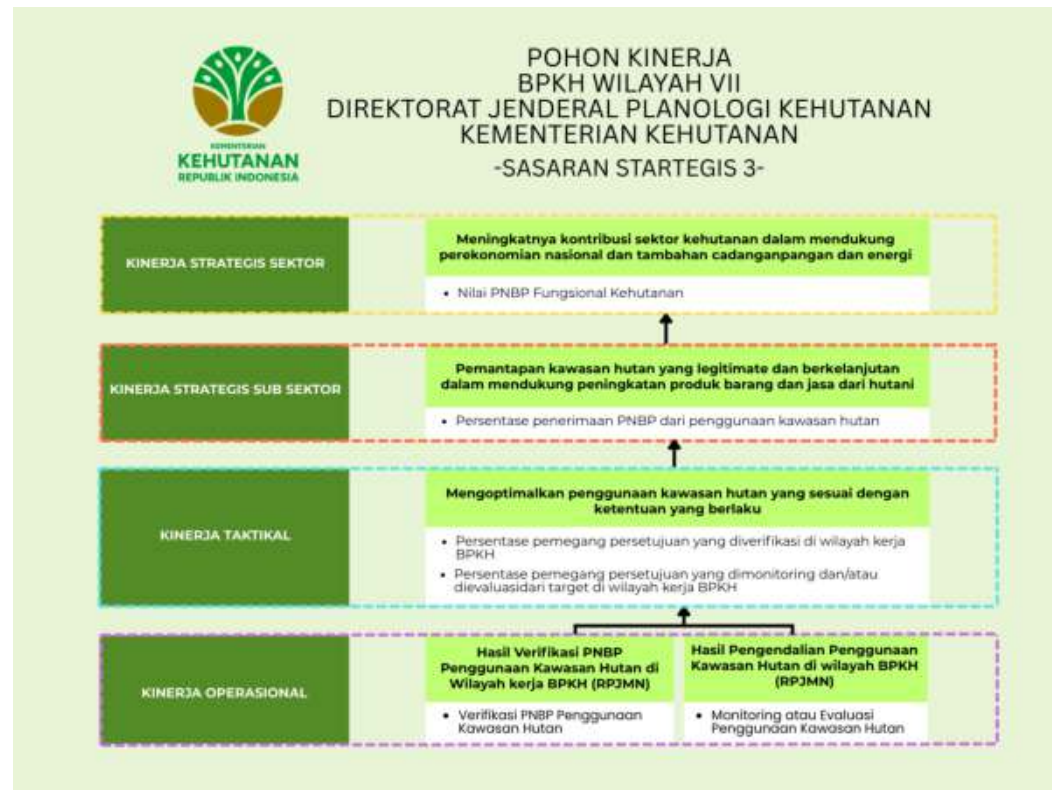 POHON KINERJA
BPKH WILAYAH VII
DIREKTORAT JENDERAL PLANOLOGI KEHUTANAN
KEMENTERIAN KEHUTANAN
-SASARAN STARTEGIS 3-
KEMENTERIAN
KEHUTANAN
REPUBLIK INDONESIA
KINERJA STRATEGIS SEKTOR
Meningkatnya kontribusi sektor kehutanan dalam mendukung
perekonomian nasional dan tambahan cadanganpangan dan energi
• Nilai PNBP Fungsional Kehutanan
KINERJA STRATEGIS SUB SEKTOR
Pemantapan kawasan hutan yang legitimate dan berkelanjutan
dalam mendukung peningkatan produk barang dan jasa dari hutani
• Persentase penerimaan PNBP dari penggunaan kawasan hutan
KINERJA TAKTIKAL
Mengoptimalkan penggunaan kawasan hutan yang sesuai dengan
ketentuan yang berlaku
• Persentase pemegang persetujuan yang diverifikasi di wilayah kerja
BPKH
• Persentase pemegang persetujuan yang dimonitoring dan/atau
dievaluasidari target di wilayah kerja BPKH
KINERJA OPERASIONAL
Hasil Verifikasi PNBP
Penggunaan Kawasan Hutan di
Wilayah kerja BPKH (RPJMN)
• Verifikasi PNBP Penggunaan
Kawasan Hutan
Hasil Pengendalian Penggunaan
Kawasan Hutan di wilayah BPKH
(RPJMN)
• Monitoring atau Evaluasi
Penggunaan Kawasan Hutan